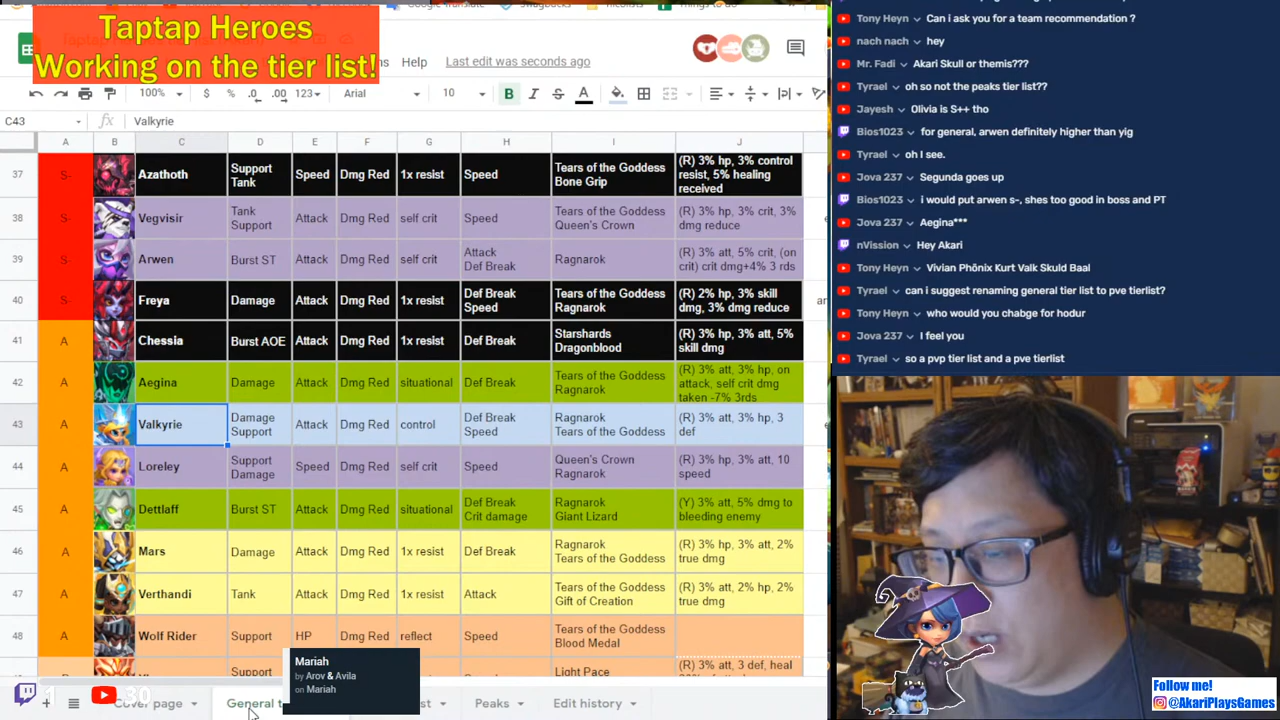 Taptap Heroes
Working on the tier list!
Help
Last edit was seconds ago
100%
$
%
.0
.00
123
Arial
10
B
I
S
A
C43
fx
Valkyrie
A B C D E F G H I J
37 S- Azathoth Support Tank Speed Dmg Red 1x resist Speed Tears of the Goddess Bone Grip (R) 3% hp, 3% control resist, 5% healing received
38 S- Vegvisir Tank Support Attack Dmg Red self crit Speed Tears of the Goddess Queen's Crown (R) 3% hp, 3% crit, 3% dmg reduce
39 S- Arwen Burst ST Attack Dmg Red self crit Attack Def Break Ragnarok (R) 3% att, 5% crit, (on crit) crit dmg+4% 3 rds
40 S- Freya Damage Attack Dmg Red 1x resist Def Break Speed Tears of the Goddess Ragnarok (R) 2% hp, 3% skill dmg, 3% dmg reduce
41 A Chessia Burst AOE Attack Dmg Red 1x resist Def Break Starshards Dragonblood (R) 3% hp, 3% att, 5% skill dmg
42 A Aegina Damage Attack Dmg Red situational Def Break Tears of the Goddess Ragnarok (R) 3% att, 3% hp, on attack, self crit dmg taken -7% 3rds
43 A Valkyrie Damage Support Attack Dmg Red control Def Break Speed Ragnarok Tears of the Goddess (R) 3% att, 3% hp, 3 def
44 A Loreley Support Damage Speed Dmg Red self crit Speed Queen's Crown Ragnarok (R) 3% hp, 3% att, 10 speed
45 A Dettlaff Burst ST Attack Dmg Red situational Def Break Crit damage Ragnarok Giant Lizard (Y) 3% att, 5% dmg to bleeding enemy
46 A Mars Damage Attack Dmg Red 1x resist Def Break Ragnarok Tears of the Goddess (R) 3% hp, 3% att, 2% true dmg
47 A Verthandi Tank Attack Dmg Red 1x resist Attack Tears of the Goddess Gift of Creation (R) 3% att, 2% hp, 2% true dmg
48 A Wolf Rider Support HP Dmg Red reflect Speed Tears of the Goddess Blood Medal
Support Light Pace (R) 3% att, 3 def, heal
Mariah
by Arov & Avila
on Mariah
1
30
Cover page
General t
Peaks
Edit history
Tony Heyn Can i ask you for a team recommendation ?
nach nach hey
Mr. Fadi Akari Skull or themis???
Tyrael oh so not the peaks tier list??
Jayesh Olivia is S++ tho
Bios1023 for general, arwen definitely higher than yig
Tyrael oh I see.
Jova 237 Segunda goes up
Bios1023 i would put arwen s-, shes too good in boss and PT
Jova 237 Aegina***
nVission Hey Akari
Tony Heyn Vivian Phönix Kurt Valk Skuld Baal
Tyrael can i suggest renaming general tier list to pve tierlist?
Tony Heyn who would you chabge for hodur
Jova 237 I feel you
Tyrael so a pvp tier list and a pve tierlist
Follow me!
@AkariPlaysGames